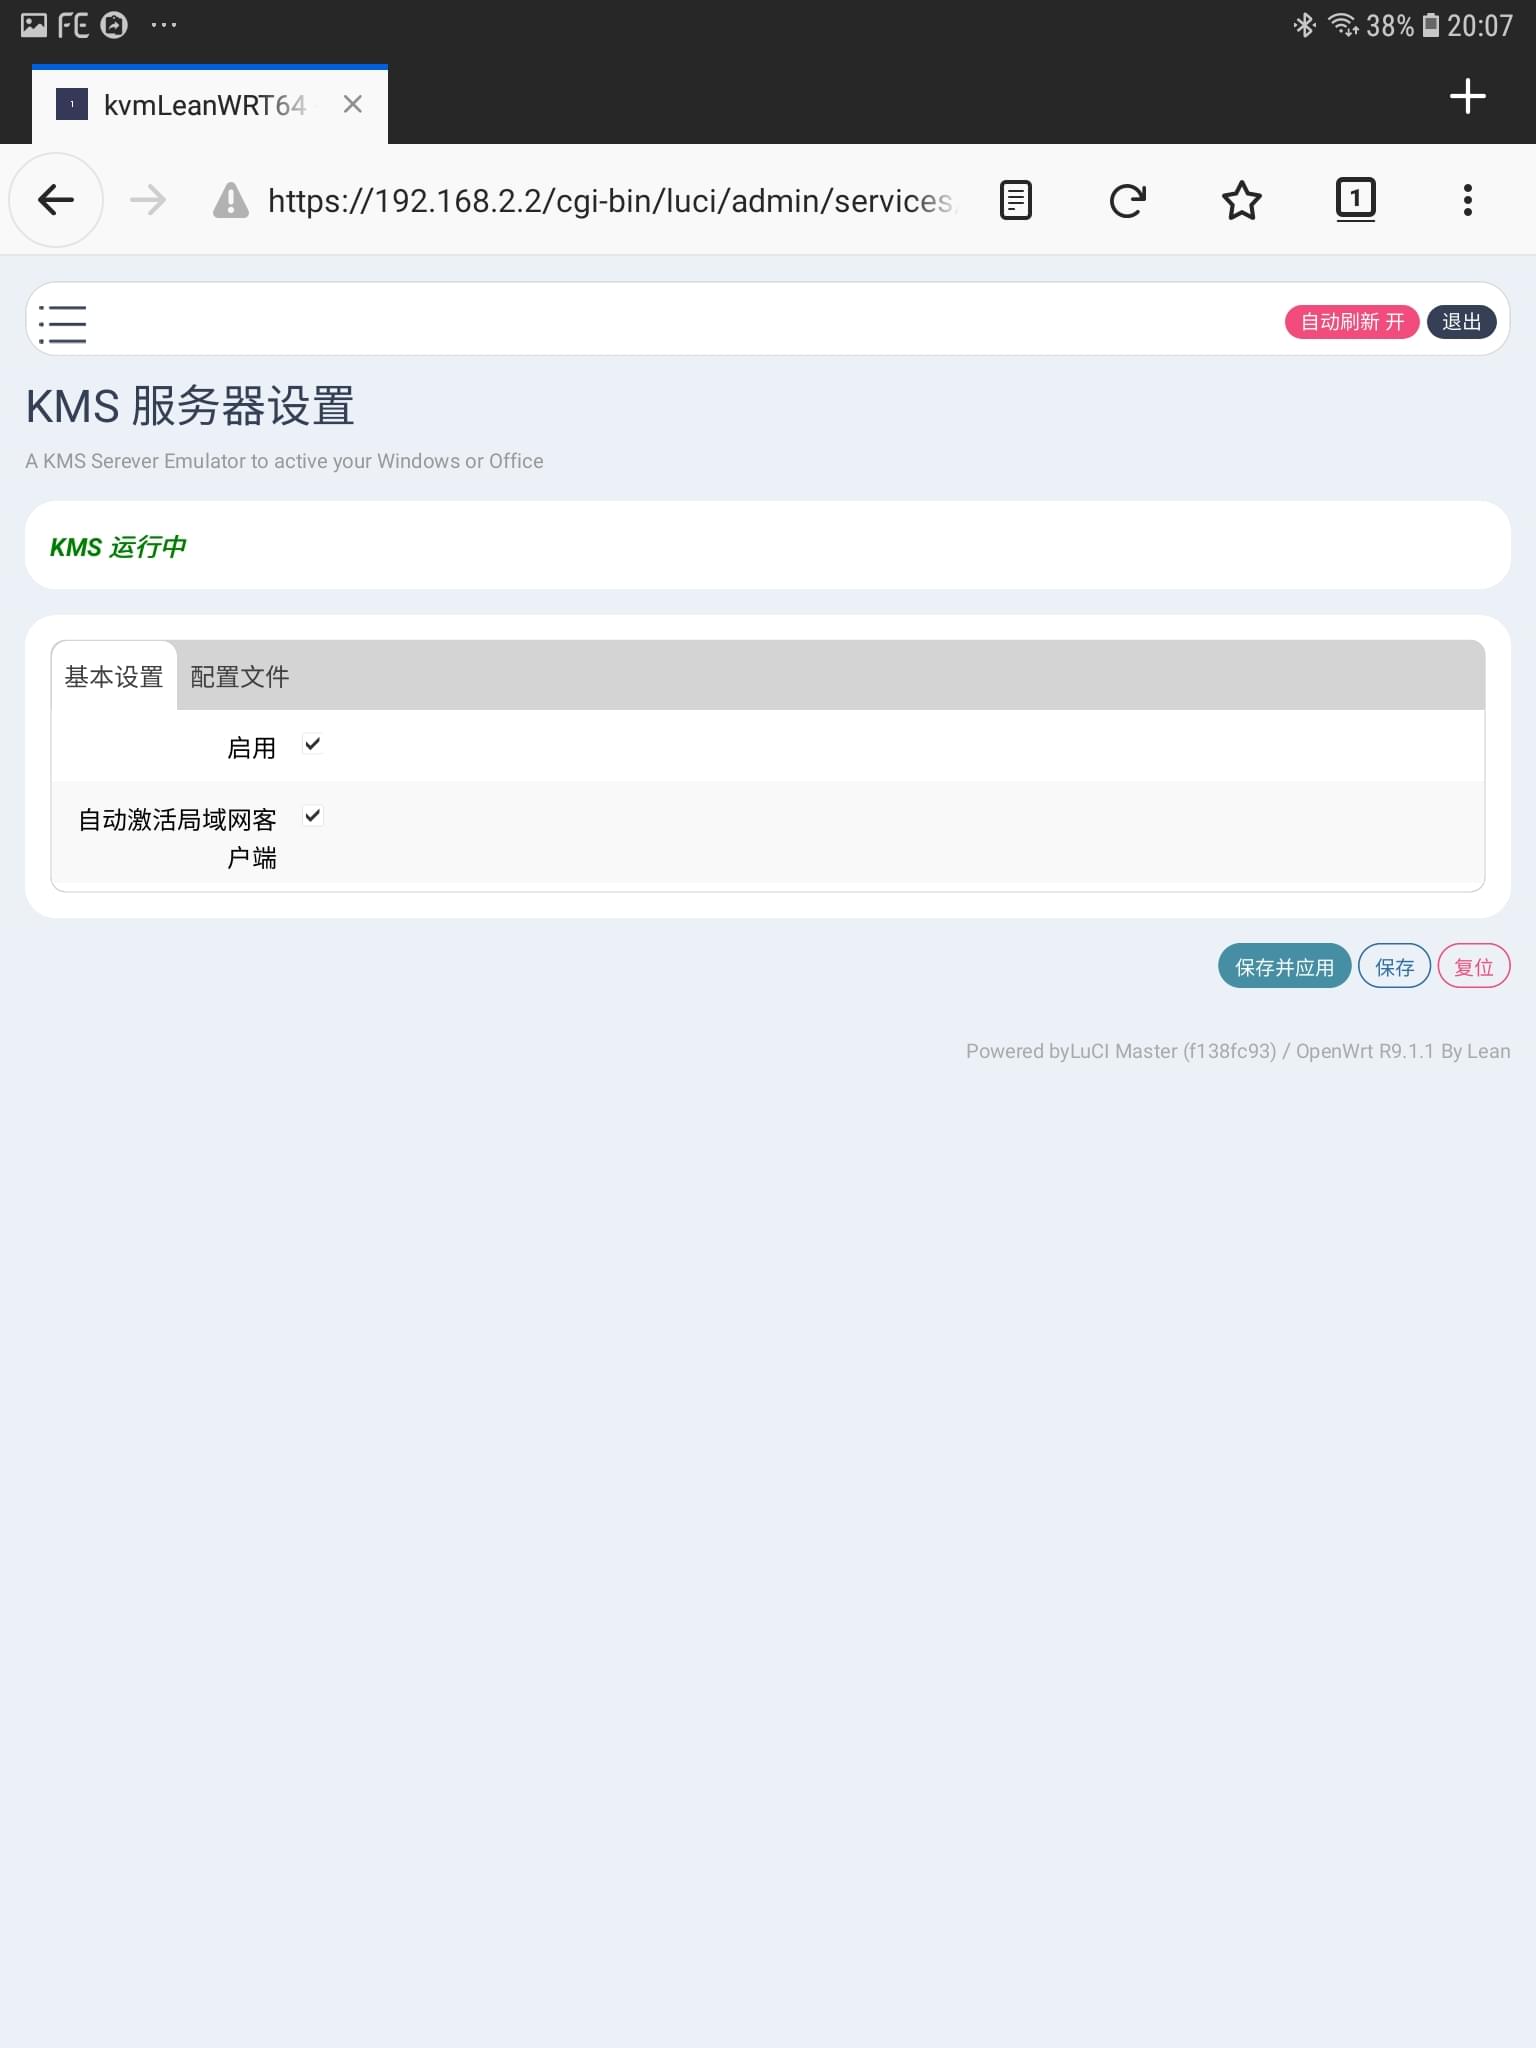 FE 38% 20:07
kvmLeanWRT64
https://192.168.2.2/cgi-bin/luci/admin/services/
1
自动刷新 开 退出
KMS 服务器设置
A KMS Serever Emulator to active your Windows or Office
KMS 运行中
基本设置 配置文件
启用
自动激活局域网客
户端
保存并应用 保存 复位
Powered byLuCI Master (f138fc93) / OpenWrt R9.1.1 By Lean